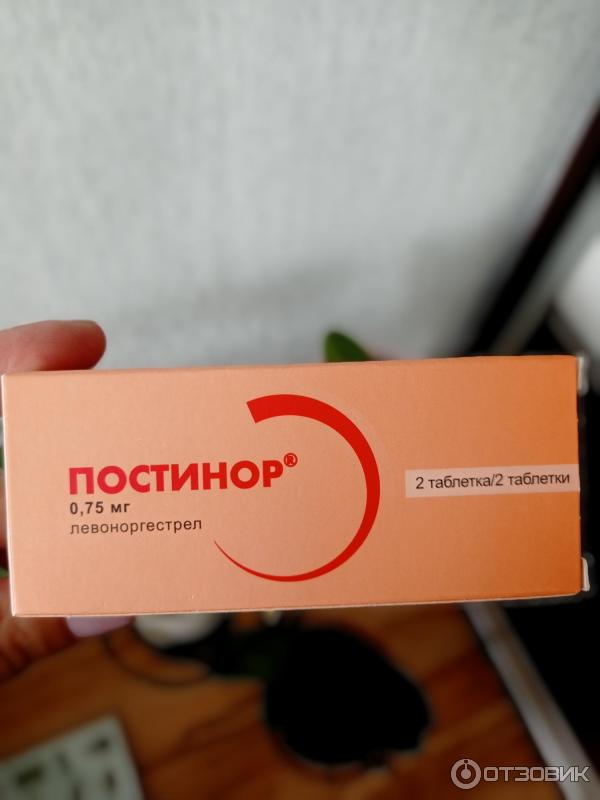 ПОСТИНОР®
0,75 мг
левоноргестрел
2 таблетка/2 таблетки
ОТЗОВИК